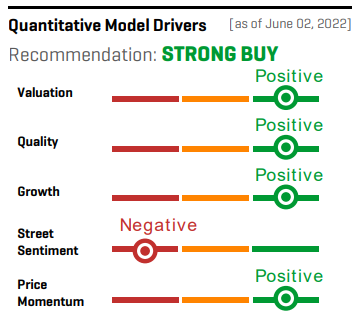 Quantitative Model Drivers [as of June 02, 2022]
Recommendation: STRONG BUY
Positive
Valuation
Positive
Quality
Positive
Growth
Negative
Street
Sentiment
Positive
Price
Momentum